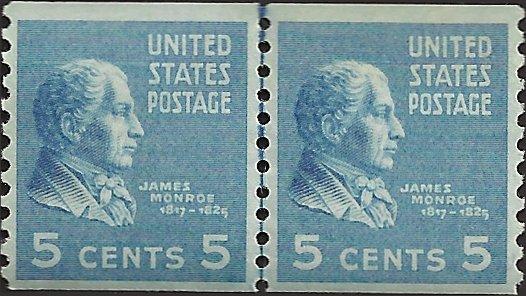 UNITED
STATES
POSTAGE
JAMES
MONROE
1817-1825
5 CENTS 5
UNITED
STATES
POSTAGE
JAMES
MONROE
1817-1825
5 CENTS 5